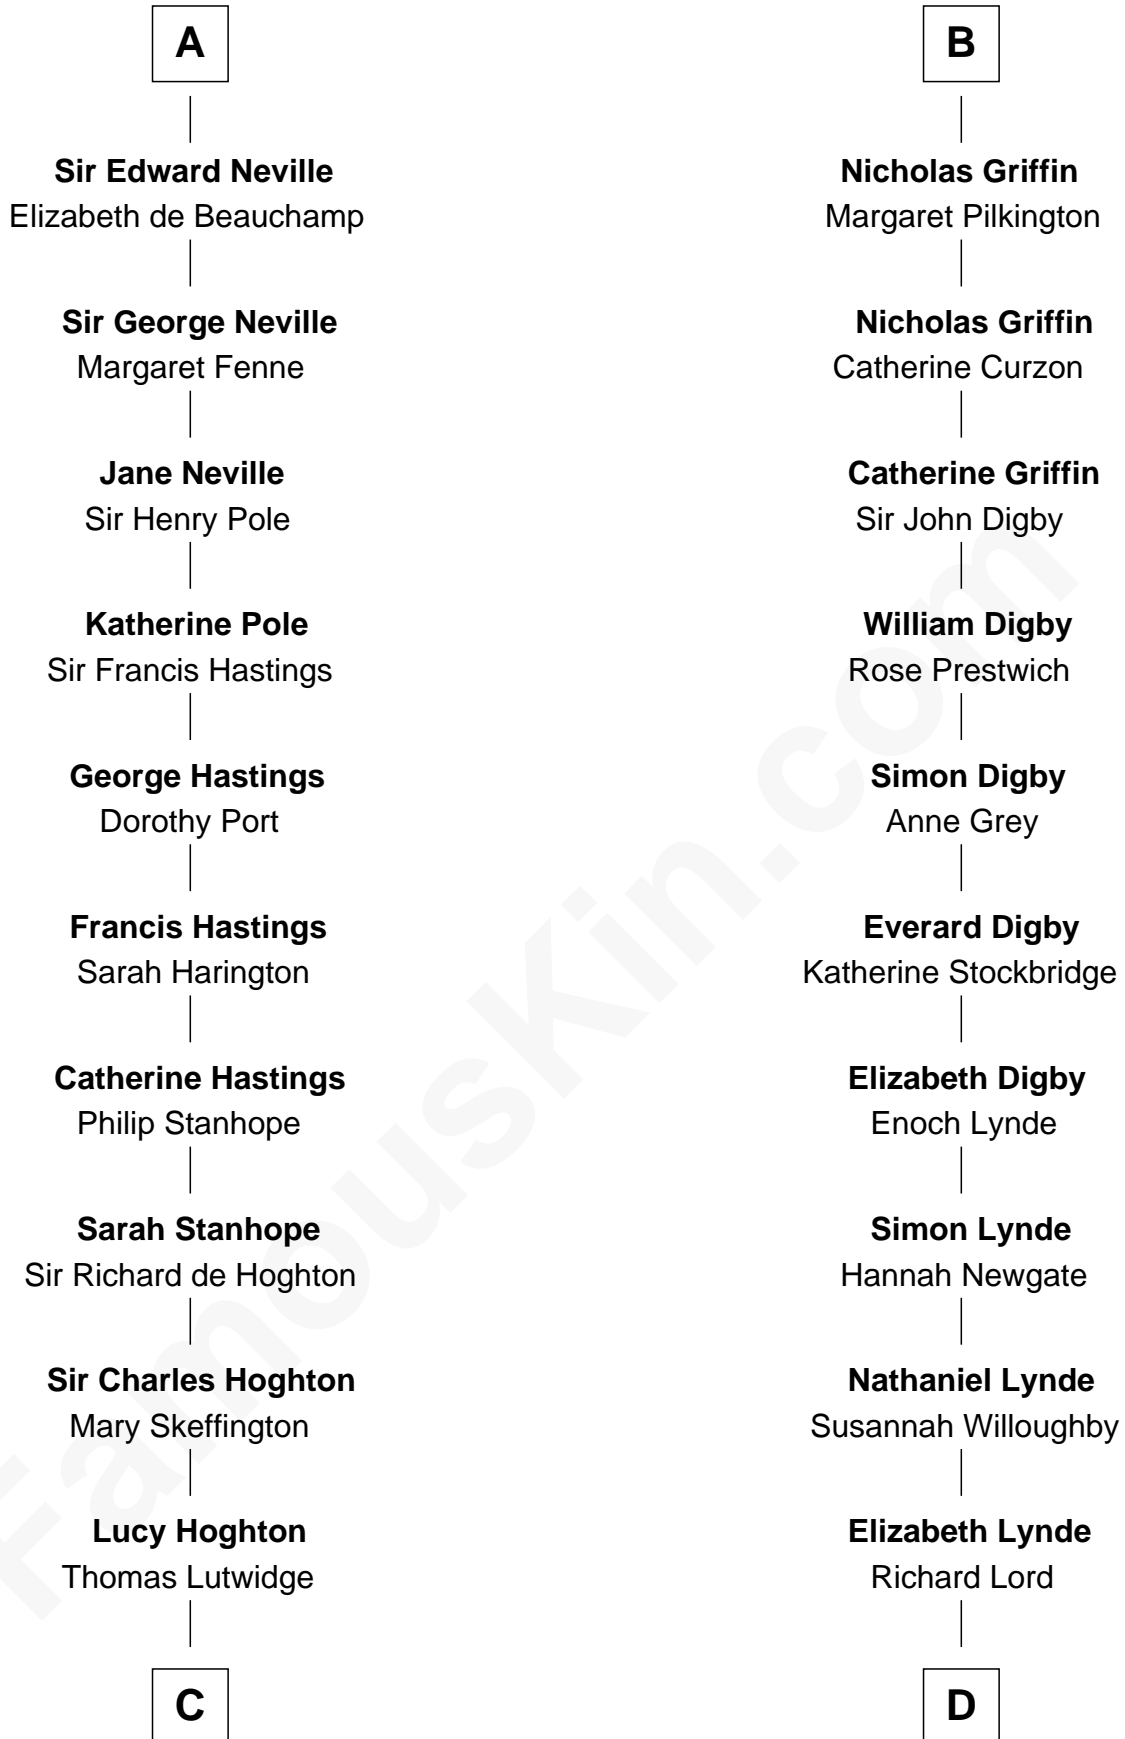 A
Sir Edward Neville
Elizabeth de Beauchamp
Sir George Neville
Margaret Fenne
Jane Neville
Sir Henry Pole
Katherine Pole
Sir Francis Hastings
George Hastings
Dorothy Port
Francis Hastings
Sarah Harington
Catherine Hastings
Philip Stanhope
Sarah Stanhope
Sir Richard de Hoghton
Sir Charles Hoghton
Mary Skeffington
Lucy Hoghton
Thomas Lutwidge
C
B
Nicholas Griffin
Margaret Pilkington
Nicholas Griffin
Catherine Curzon
Catherine Griffin
Sir John Digby
William Digby
Rose Prestwich
Simon Digby
Anne Grey
Everard Digby
Katherine Stockbridge
Elizabeth Digby
Enoch Lynde
Simon Lynde
Hannah Newgate
Nathaniel Lynde
Susannah Willoughby
Elizabeth Lynde
Richard Lord
D
FamousKin.com